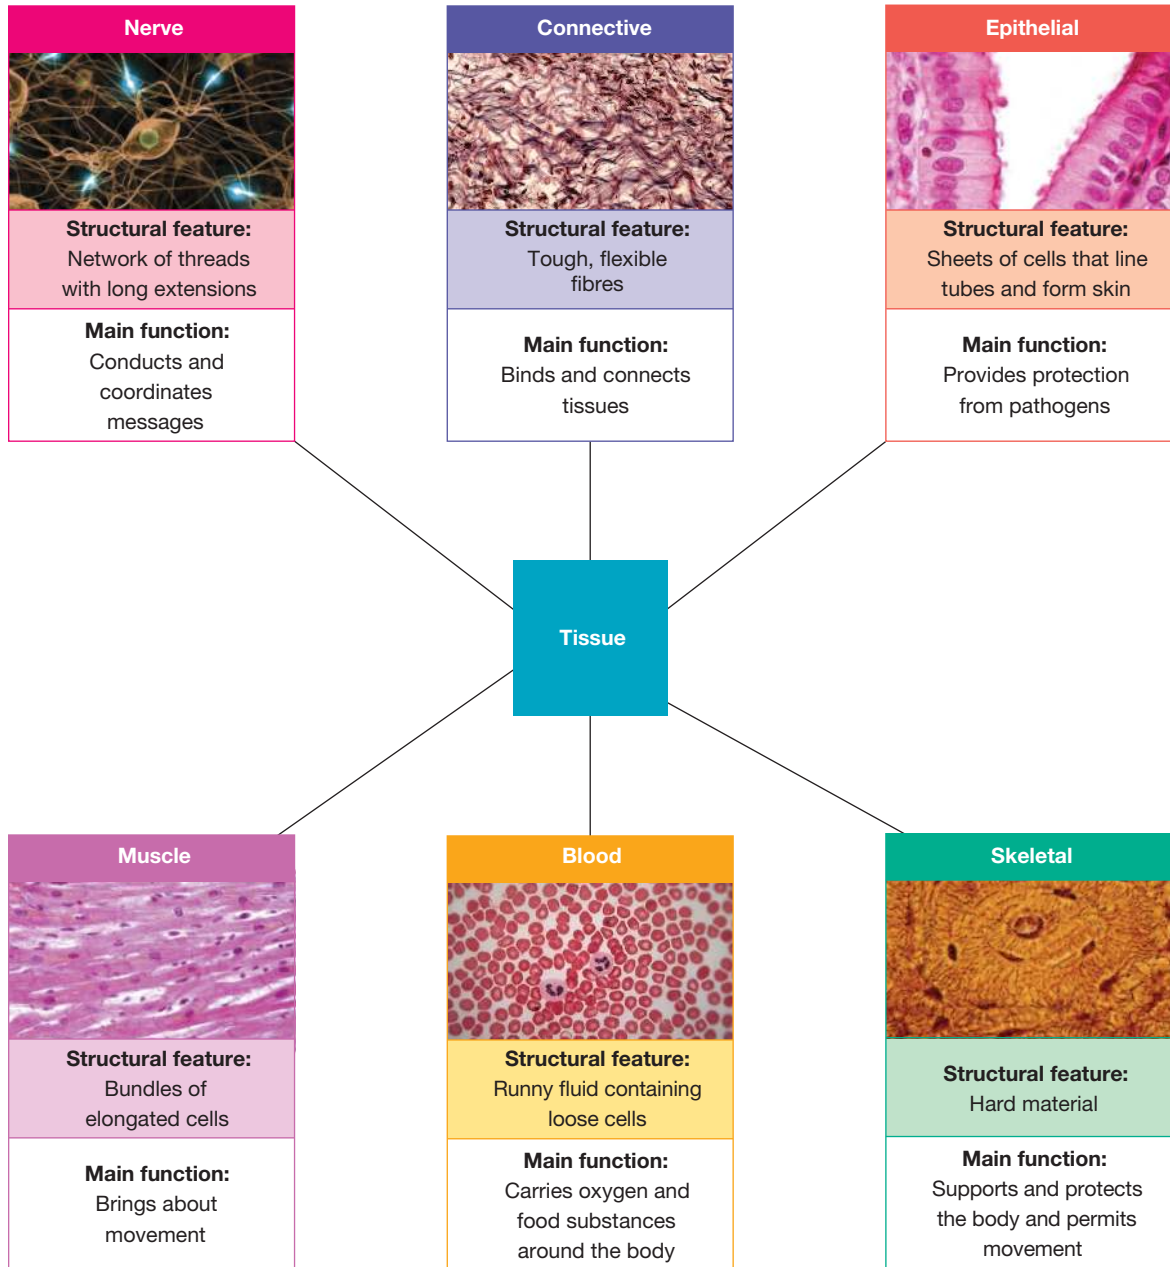 Nerve
Structural feature:
Network of threads
with long extensions
Main function:
Conducts and
coordinates
messages
Connective
Structural feature:
Tough, flexible
fibres
Main function:
Binds and connects
tissues
Epithelial
Structural feature:
Sheets of cells that line
tubes and form skin
Main function:
Provides protection
from pathogens
Tissue
Muscle
Structural feature:
Bundles of
elongated cells
Main function:
Brings about
movement
Blood
Structural feature:
Runny fluid containing
loose cells
Main function:
Carries oxygen and
food substances
around the body
Skeletal
Structural feature:
Hard material
Main function:
Supports and protects
the body and permits
movement